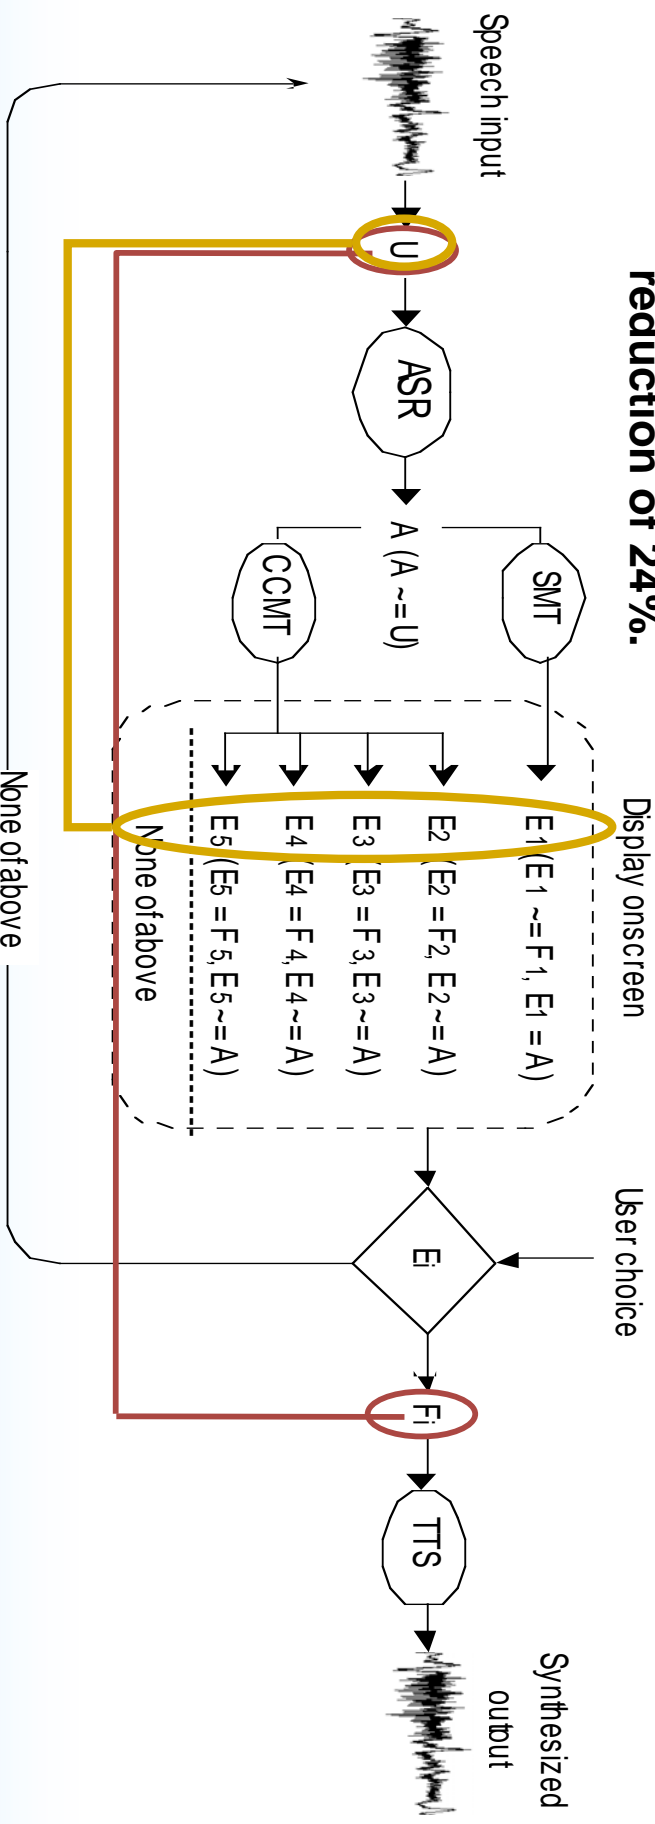 reduction of 24%.
Speech input
U
ASR
A (A ~= U)
SMT
CCMT
Display onscreen
E1 (E1 ~= F1, E1 = A)
E2 (E2 = F2, E2 ~= A)
E3 (E3 = F3, E3 ~= A)
E4 (E4 = F4, E4 ~= A)
E5 (E5 = F5, E5 ~= A)
None of above
User choice
Ei
Fi
TTS
Synthesized
output
None of above